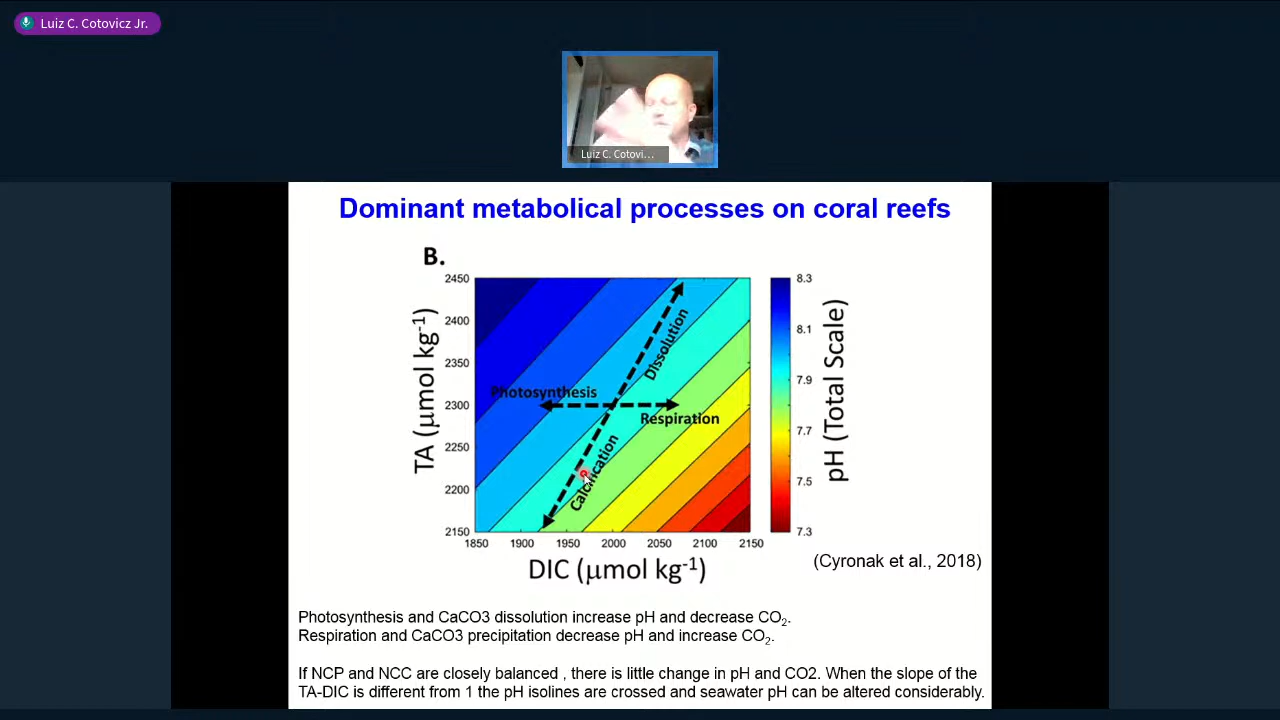 Luiz C. Cotovicz Jr.
Luiz C. Cotovi...
Dominant metabolical processes on coral reefs
B.
2450
2400
2350
2300
2250
2200
2150
TA (μmol kg-1)
1850 1900 1950 2000 2050 2100 2150
DIC (μmol kg-1)
Photosynthesis
Respiration
Dissolution
Calcification
8.3
8.1
7.9
7.7
7.5
7.3
pH (Total Scale)
(Cyronak et al., 2018)
Photosynthesis and CaCO3 dissolution increase pH and decrease CO2.
Respiration and CaCO3 precipitation decrease pH and increase CO2.
If NCP and NCC are closely balanced , there is little change in pH and CO2. When the slope of the
TA-DIC is different from 1 the pH isolines are crossed and seawater pH can be altered considerably.